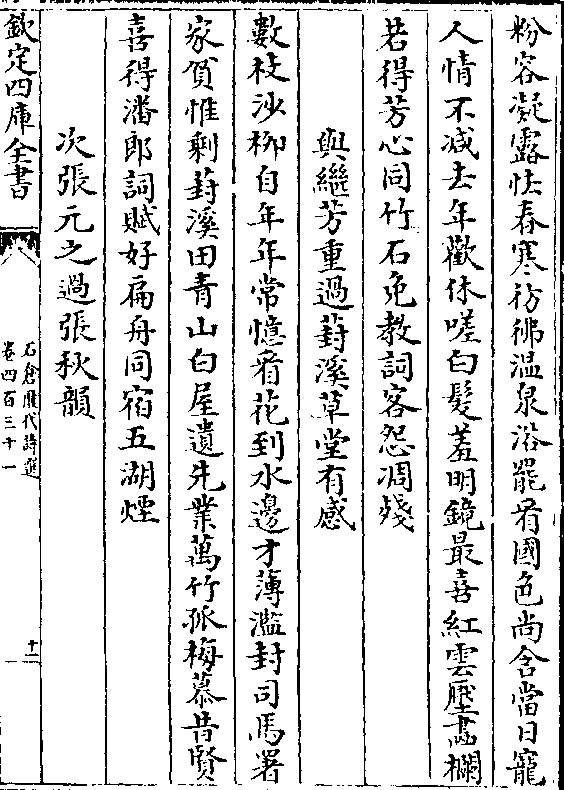 粉容凝露怯春寒彷彿温泉浴罷看國色尚含當日寵
人情不减去年歡休嗟白髮羞明鏡最喜紅雲壓畫欄
若得芳心同竹石免教詞客怨凋殘
與繼芳重過葑溪草堂有感
數枝沙柳自年年常憶看花到水邊才薄濫封司馬署
家貧惟剩葑溪田青山白屋遺先業萬竹孤梅慕昔賢
喜得潘郎詞賦好扁舟同宿五湖煙
次張元之過張秋韻
欽定四庫全書
石倉歷代詩選
卷四百三十一
十一